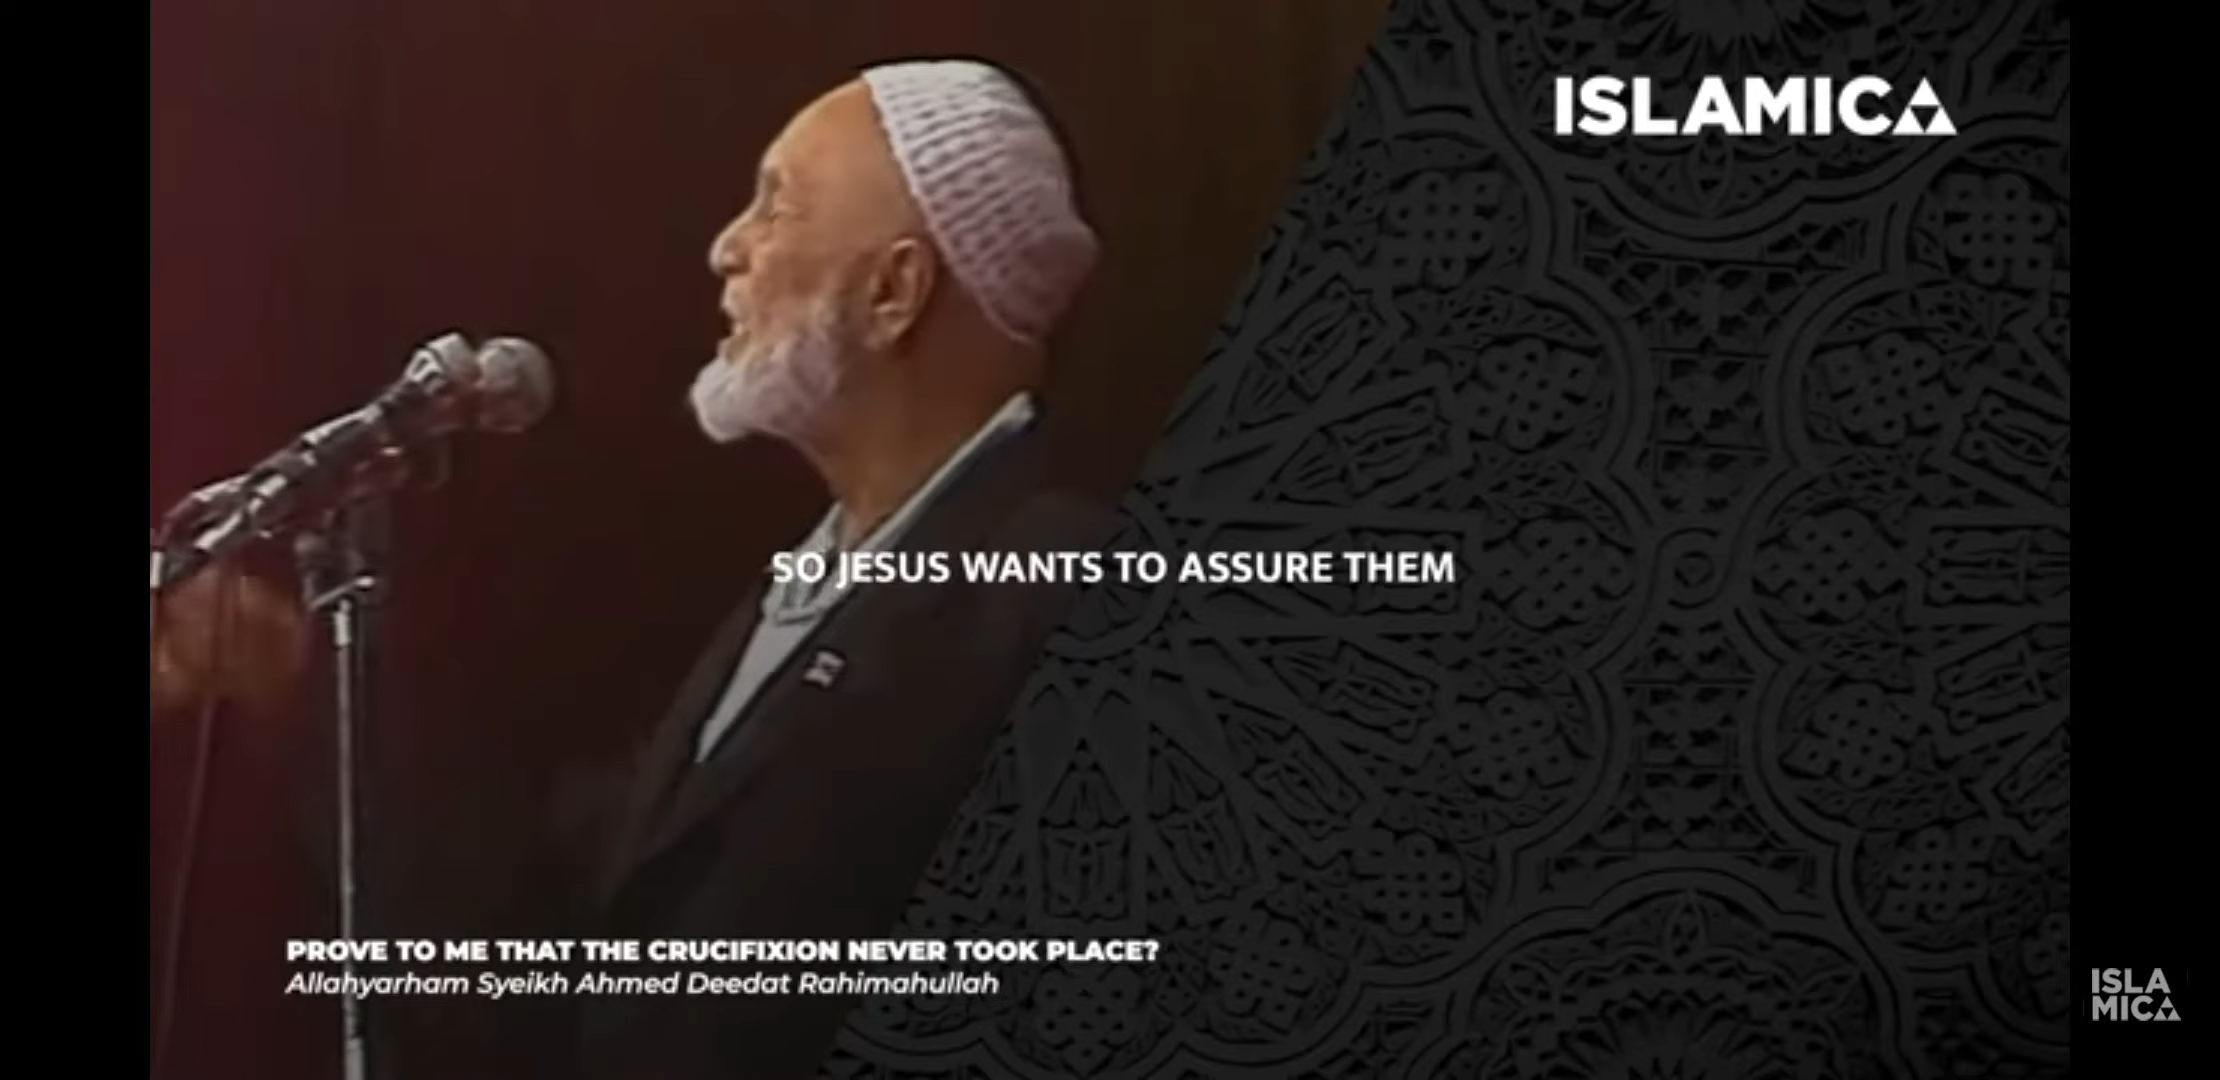 ISLAMICA
SO JESUS WANTS TO ASSURE THEM
PROVE TO ME THAT THE CRUCIFIXION NEVER TOOK PLACE?
Allahyarham Syeikh Ahmed Deedat Rahimahullah
ISLA
MICA